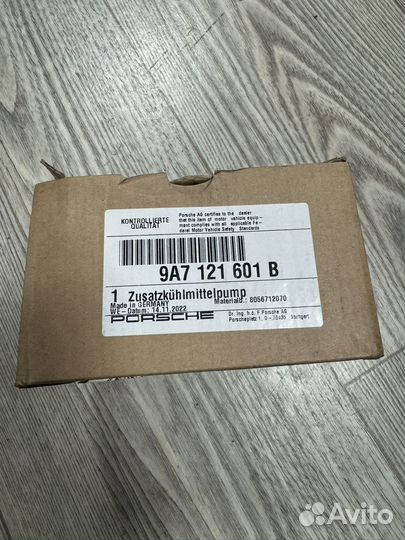 KONTROLLIERTE
QUALITÄT
Porsche AG certifies to the dealer
that this item of motor vehicle equip-
ment complies with all applicable Fe-
deral Motor Vehicle Safety Standards
9A7 121 601 B
1 Zusatzkühlmittelpump
Made in GERMANY
Materialid.: 8056712070
WE-Datum: 14.11.2022
PORSCHE
Dr. Ing. h.c. F.Porsche AG
Porscheplatz 1, D-70435 Stuttgart
Avito